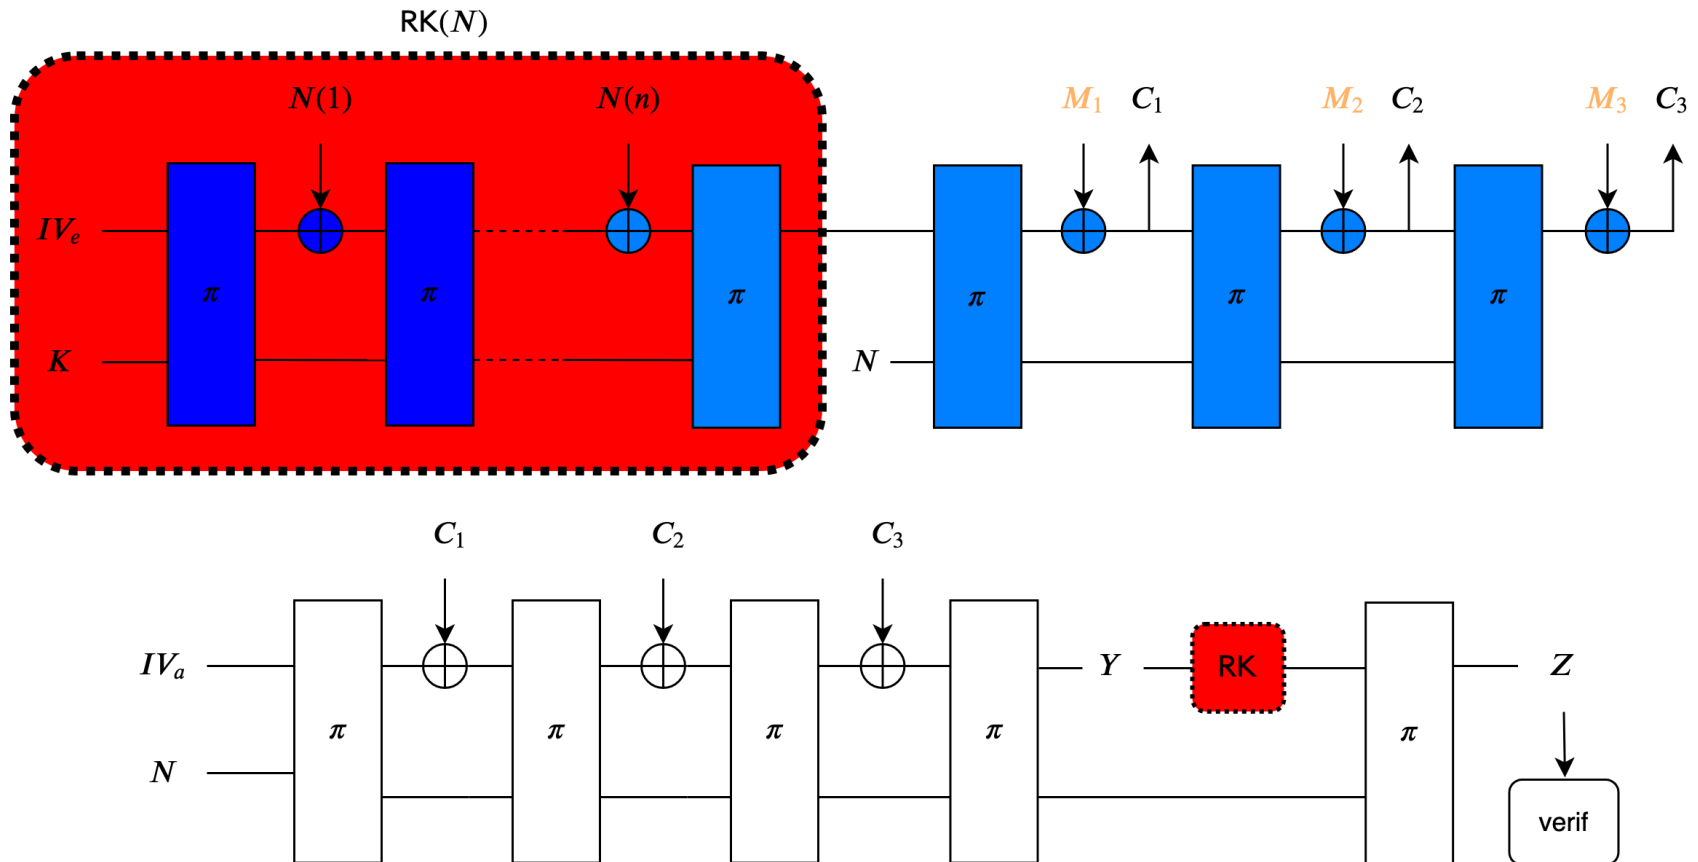 RK(N)
N(1) N(n) M₁ C₁ M₂ C₂ M₃ C₃
IVₑ
π π π π π π
K N
C₁ C₂ C₃
IVₐ Y RK Z
π π π π π
N
verif